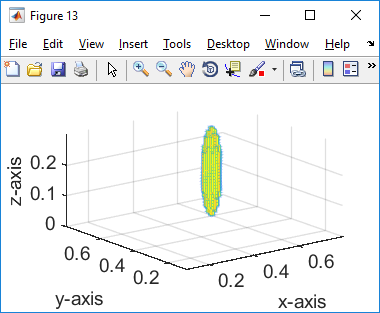 Figure 13
File Edit View Insert Tools Desktop Window Help
z-axis
0.2
0.1
0
0.6
0.4
0.2
y-axis
0.2
0.4
0.6
x-axis